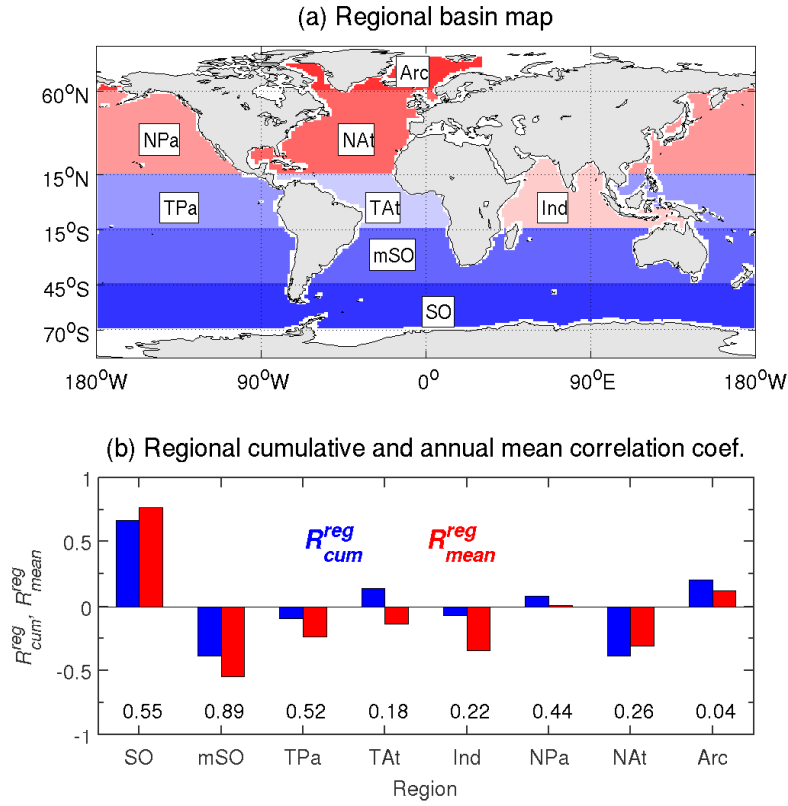 (a) Regional basin map
Arc
60°N
NPa
NAt
15°N
TPa
TAt
Ind
15°S
mSO
45°S
SO
70°S
180°W 90°W 0° 90°E 180°W
(b) Regional cumulative and annual mean correlation coef.
1
0.5
0
-0.5
-1
R^reg_cum, R^reg_mean
R^reg_cum R^reg_mean
0.55 0.89 0.52 0.18 0.22 0.44 0.26 0.04
SO mSO TPa TAt Ind NPa NAt Arc
Region